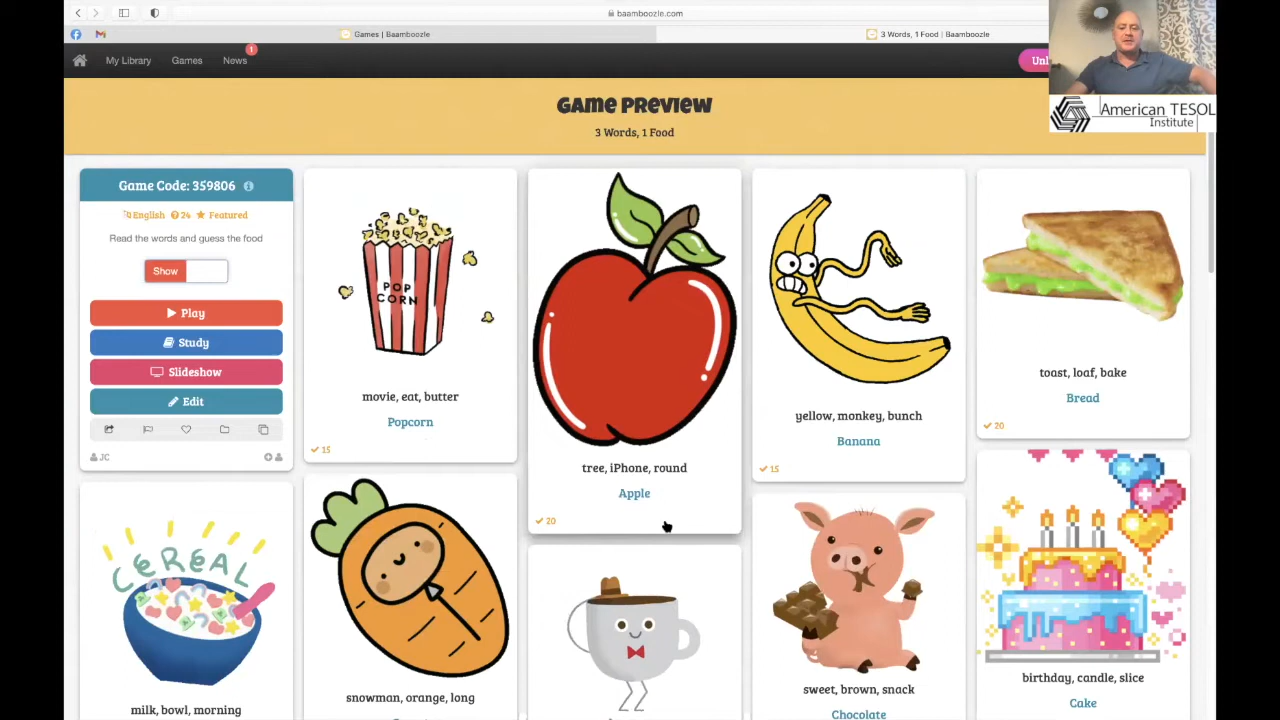 baamboozle.com
Games | Baamboozle
3 Words, 1 Food | Baamboozle
My Library
Games
News
1
Unl
American TESOL
Institute
Game Preview
3 Words, 1 Food
Game Code: 359806
English
24
Featured
Read the words and guess the food
Show
Play
Study
Slideshow
Edit
JC
POP
CORN
movie, eat, butter
Popcorn
15
tree, iPhone, round
Apple
20
yellow, monkey, bunch
Banana
15
toast, loaf, bake
Bread
20
CEREAL
milk, bowl, morning
snowman, orange, long
sweet, brown, snack
Chocolate
birthday, candle, slice
Cake